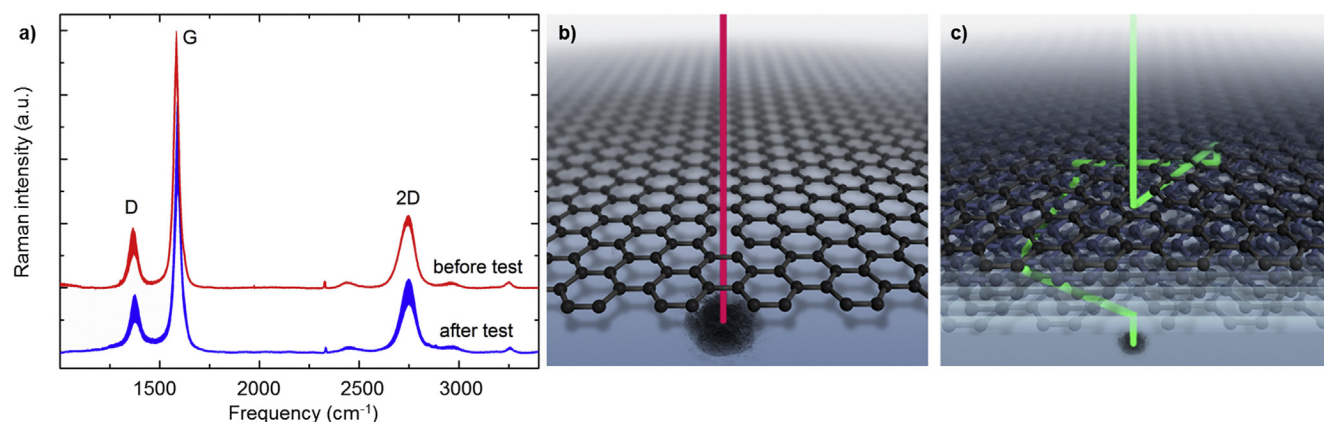 a)
G
D
2D
before test
after test
Raman intensity (a.u.)
1500
2000
2500
3000
Frequency (cm⁻¹)
b)
c)